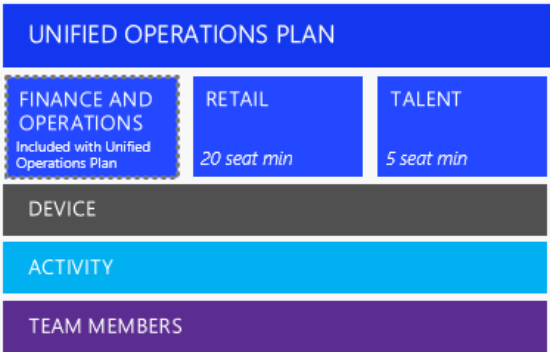 UNIFIED OPERATIONS PLAN
FINANCE AND
OPERATIONS
Included with Unified
Operations Plan
RETAIL
20 seat min
TALENT
5 seat min
DEVICE
ACTIVITY
TEAM MEMBERS